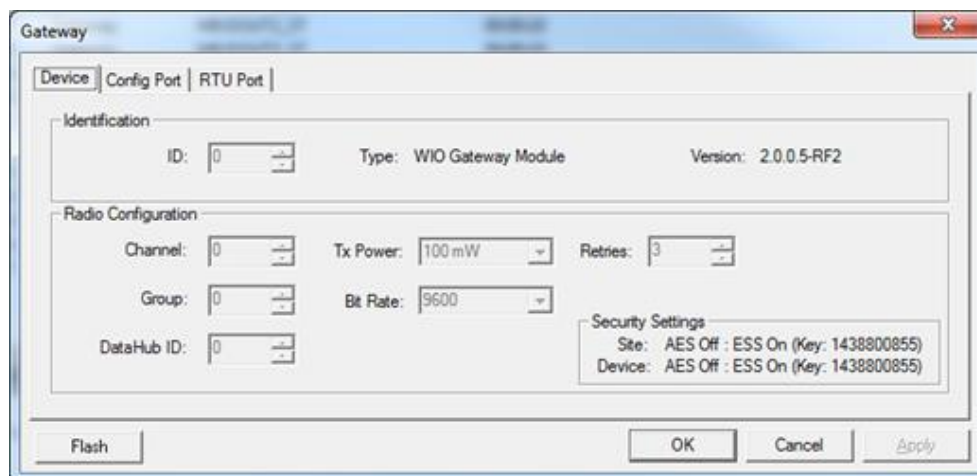 Gateway
Device Config Port RTU Port
Identification
ID: 0 Type: WIO Gateway Module Version: 2.0.0.5-RF2
Radio Configuration
Channel: 0 Tx Power: 100 mW Retries: 3
Group: 0 Bit Rate: 9600
DataHub ID: 0
Security Settings
Site: AES Off : ESS On (Key: 1438800855)
Device: AES Off : ESS On (Key: 1438800855)
Flash OK Cancel Apply